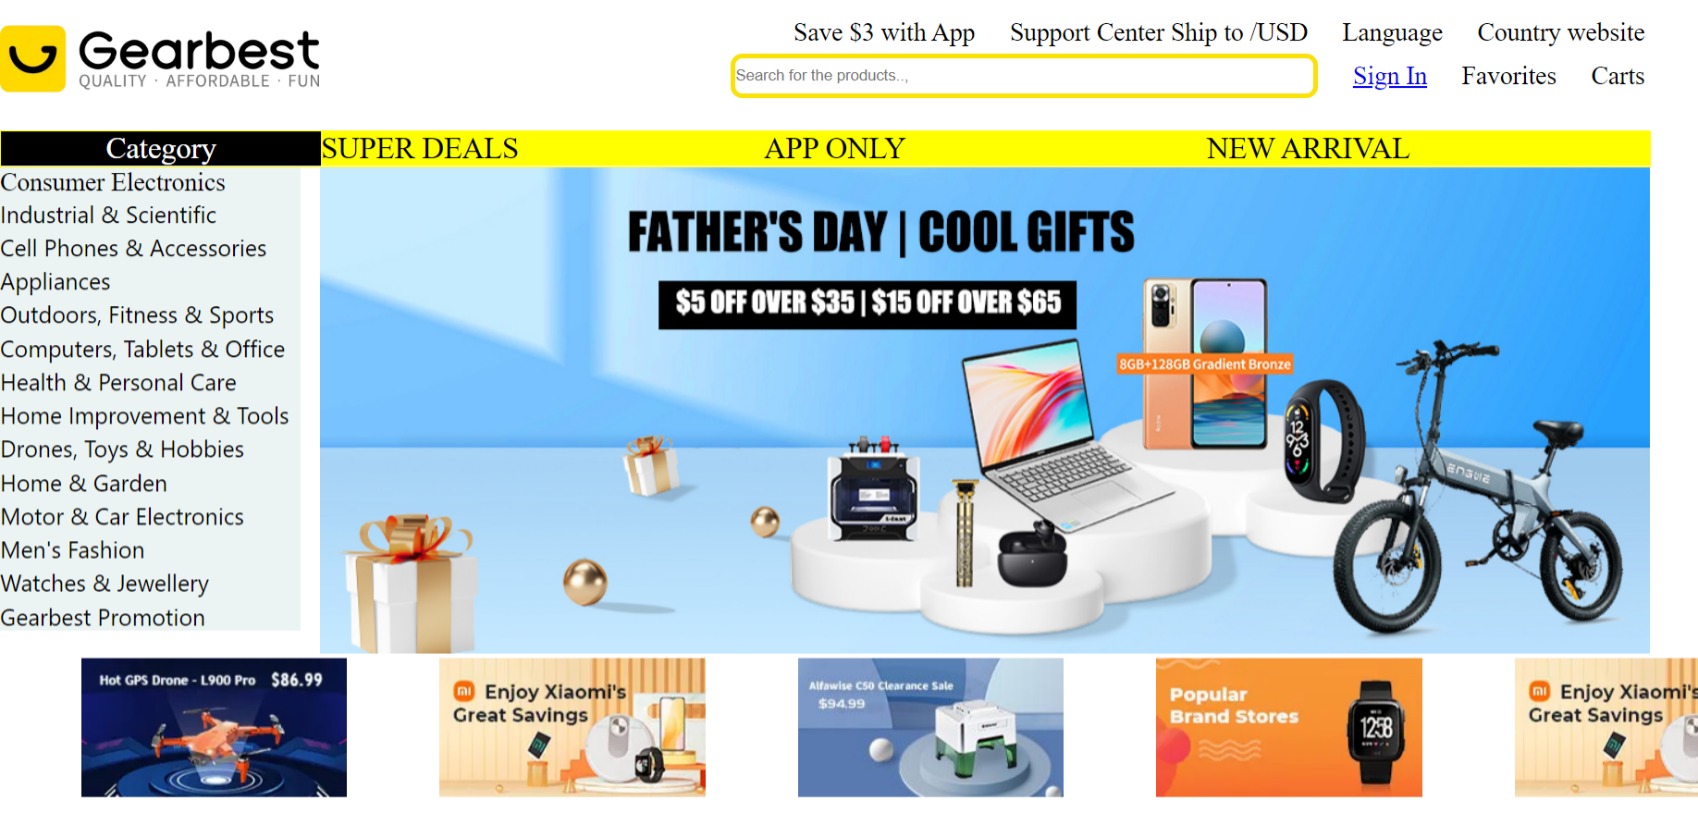 Gearbest
QUALITY · AFFORDABLE · FUN
Save $3 with App
Support Center Ship to /USD
Language
Country website
Search for the products..,
Sign In
Favorites
Carts
Category
SUPER DEALS
APP ONLY
NEW ARRIVAL
Consumer Electronics
Industrial & Scientific
Cell Phones & Accessories
Appliances
Outdoors, Fitness & Sports
Computers, Tablets & Office
Health & Personal Care
Home Improvement & Tools
Drones, Toys & Hobbies
Home & Garden
Motor & Car Electronics
Men's Fashion
Watches & Jewellery
Gearbest Promotion
FATHER'S DAY | COOL GIFTS
$5 OFF OVER $35 | $15 OFF OVER $65
8GB+128GB Gradient Bronze
ENGWE
Hot GPS Drone - L900 Pro $86.99
Enjoy Xiaomi's
Great Savings
Alfawise C50 Clearance Sale
$94.99
Popular
Brand Stores
12:58
Enjoy Xiaomi's
Great Savings